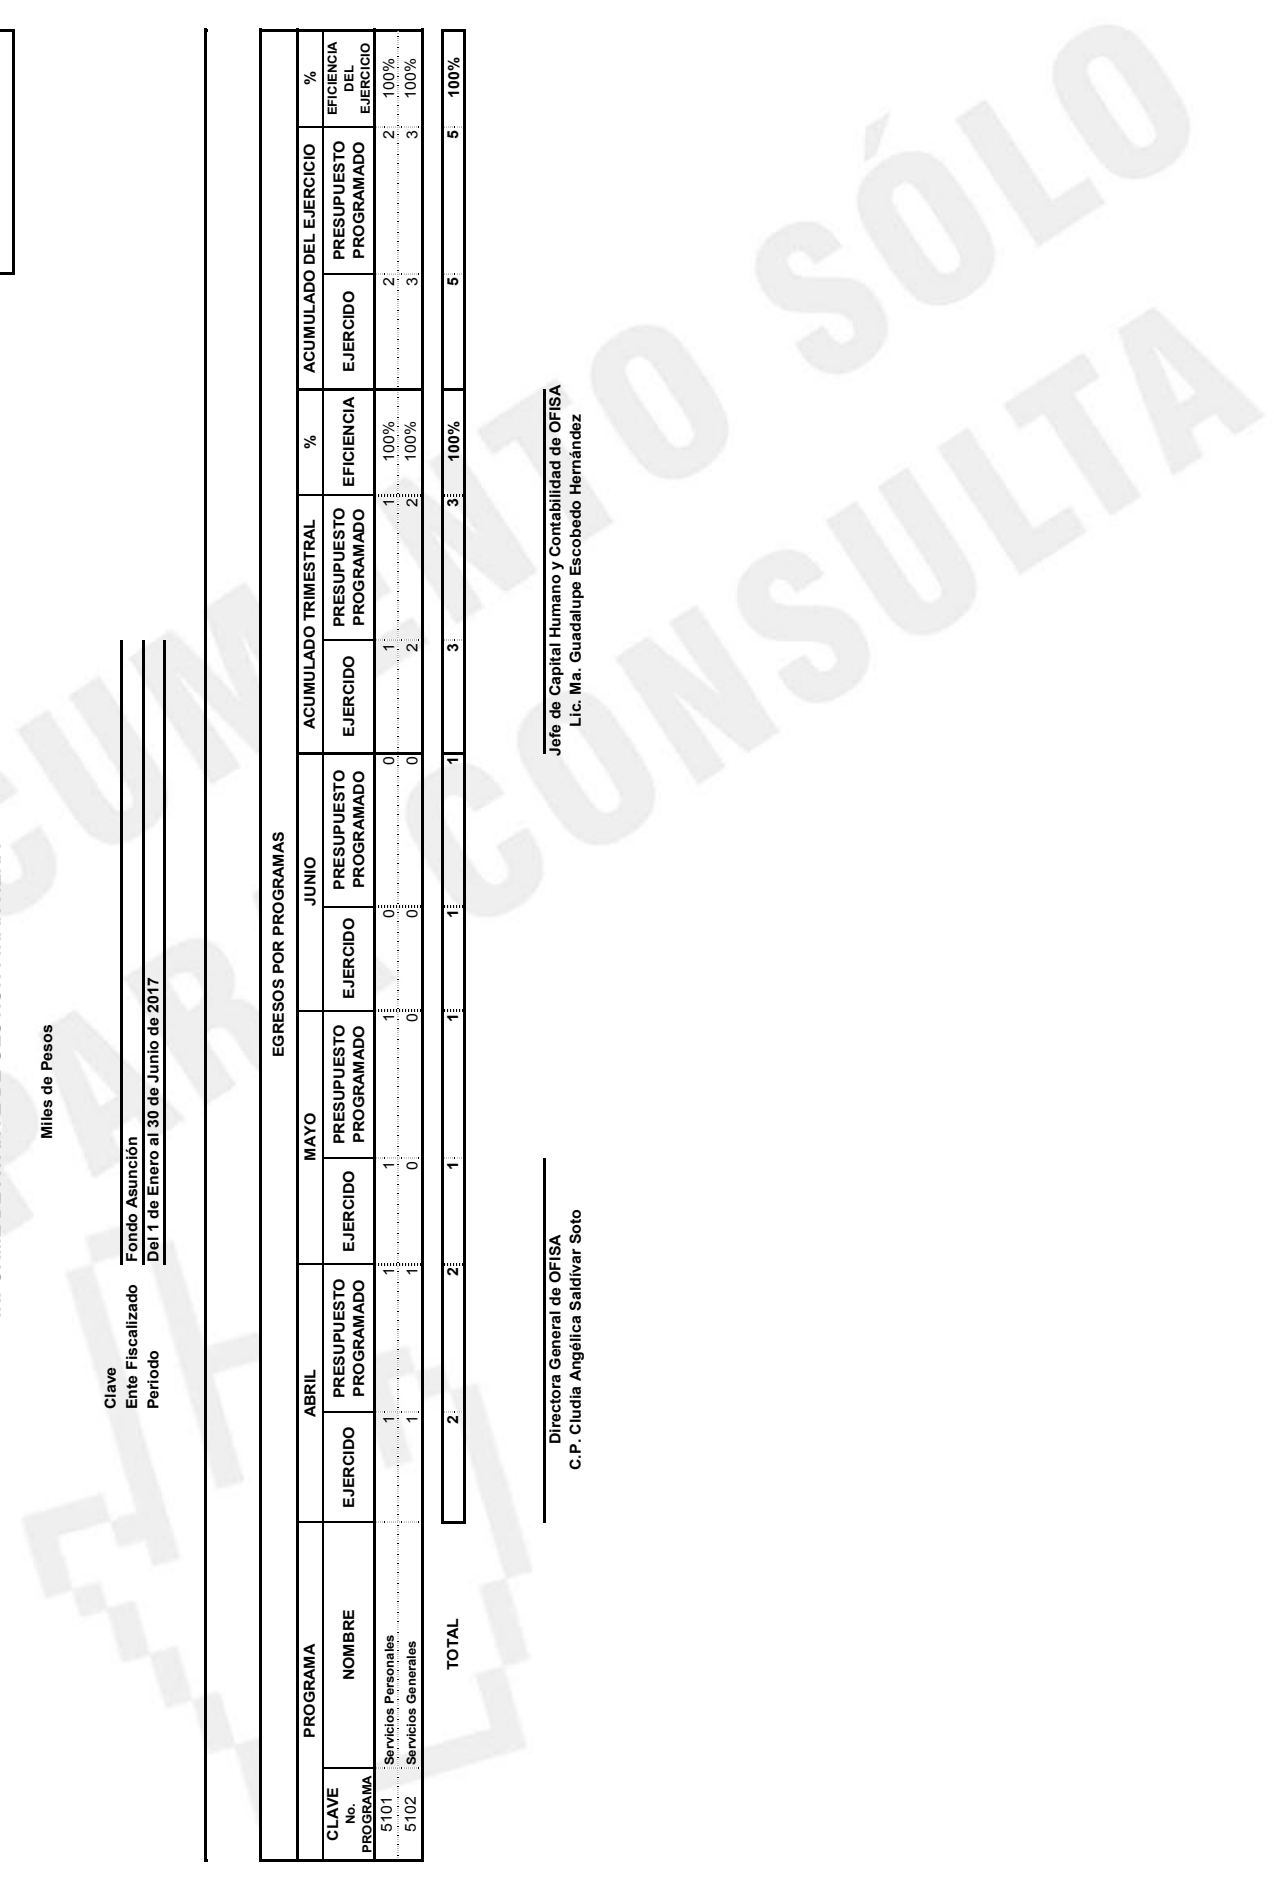 Miles de Pesos
Clave
Ente Fiscalizado Fondo Asunción
Periodo Del 1 de Enero al 30 de Junio de 2017
EGRESOS POR PROGRAMAS
PROGRAMA ABRIL MAYO JUNIO ACUMULADO TRIMESTRAL % ACUMULADO DEL EJERCICIO %
CLAVE No. PROGRAMA NOMBRE EJERCIDO PRESUPUESTO PROGRAMADO EJERCIDO PRESUPUESTO PROGRAMADO EJERCIDO PRESUPUESTO PROGRAMADO EJERCIDO PRESUPUESTO PROGRAMADO EFICIENCIA EJERCIDO PRESUPUESTO PROGRAMADO EFICIENCIA DEL EJERCICIO
5101 Servicios Personales 1 1 1 1 0 0 1 1 100% 2 2 100%
5102 Servicios Generales 1 1 0 0 0 0 2 2 100% 3 3 100%
TOTAL 2 2 1 1 1 1 3 3 100% 5 5 100%
Directora General de OFISA
C.P. Cludia Angélica Saldívar Soto
Jefe de Capital Humano y Contabilidad de OFISA
Lic. Ma. Guadalupe Escobedo Hernández
CUMENTO SÓLO
PARA CONSULTA